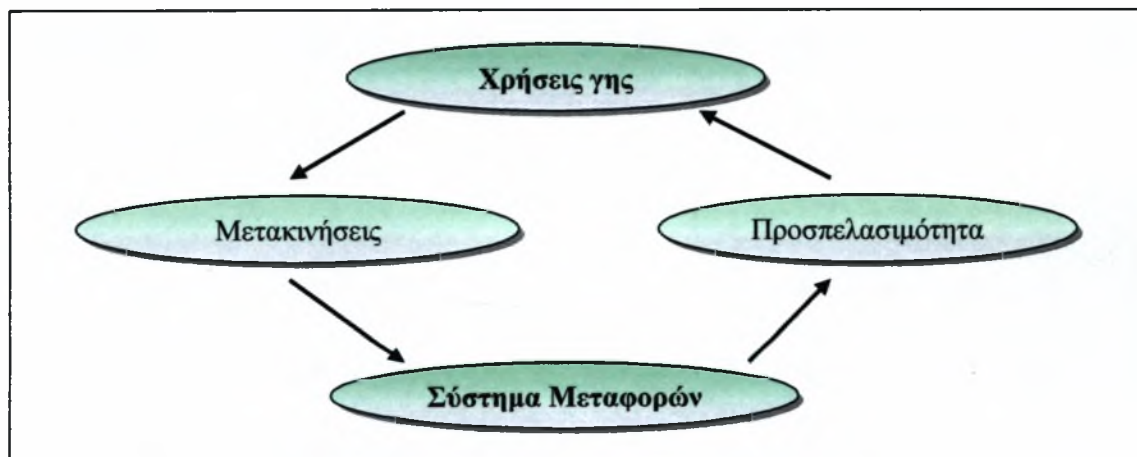 Χρήσεις γης
Μετακινήσεις
Προσπελασιμότητα
Σύστημα Μεταφορών